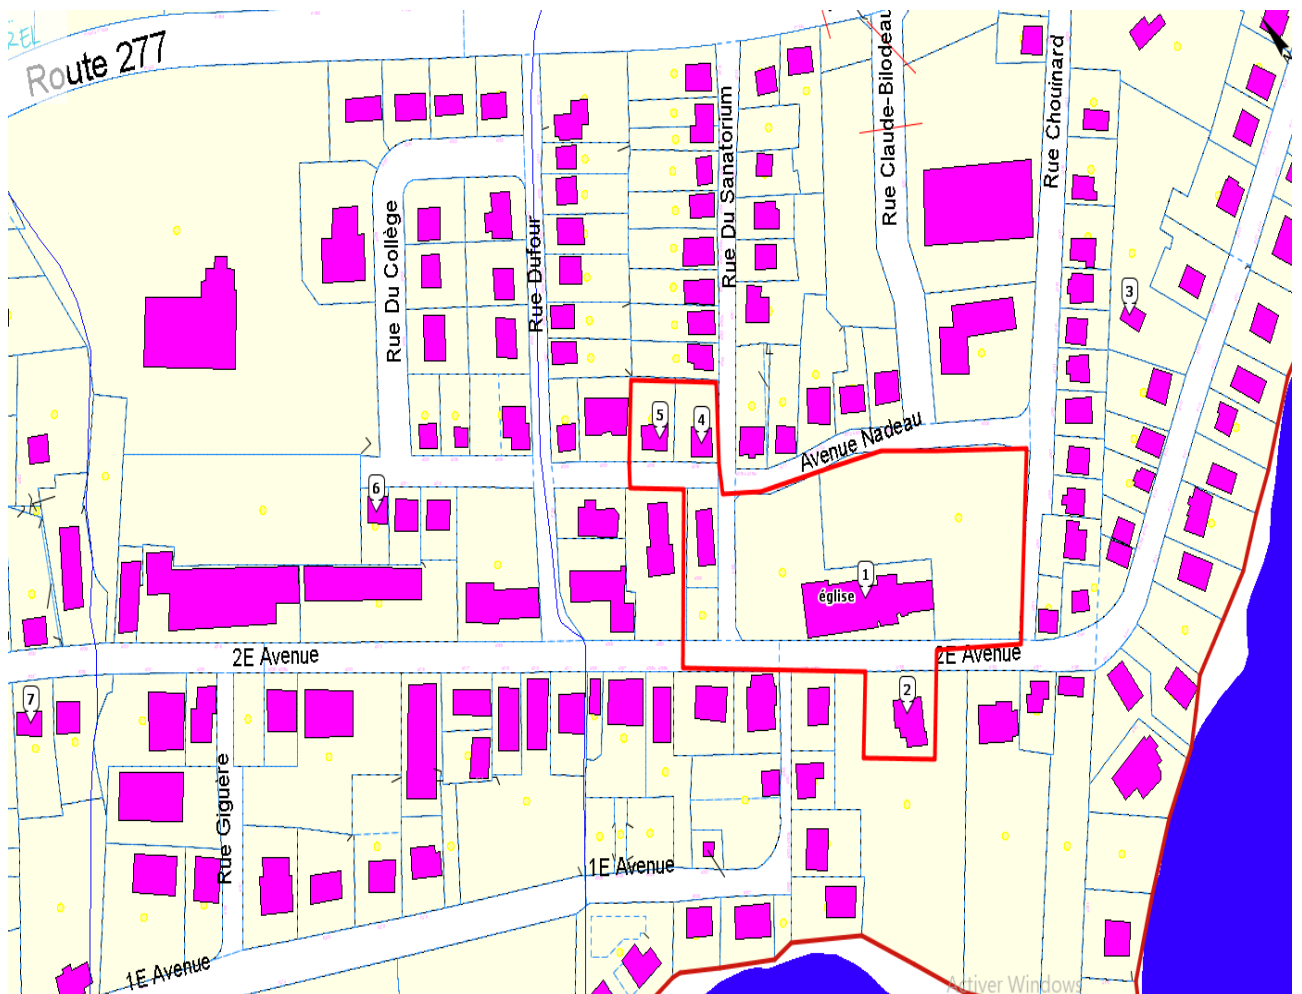 ZEL
Route 277
Rue Du Collège
Rue Dufour
Rue Du Sanatorium
Rue Claude-Bilodeau
Rue Chouinard
3
5
4
Avenue Nadeau
6
1
église
2E Avenue
2E Avenue
7
2
Rue Giguère
1E Avenue
1E Avenue
Activer Windows